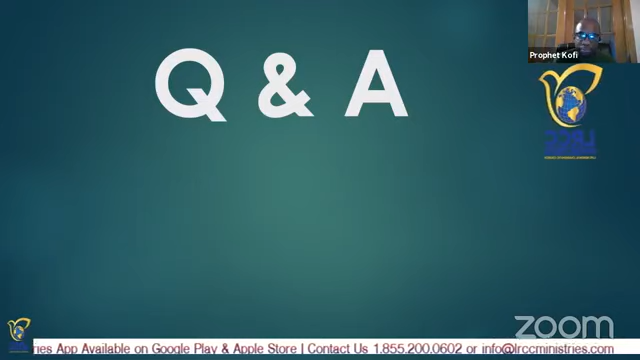 Prophet Kofi
Q & A
zoom
ries App Available on Google Play & Apple Store | Contact Us 1.855.200.0602 or info@lrccministries.com